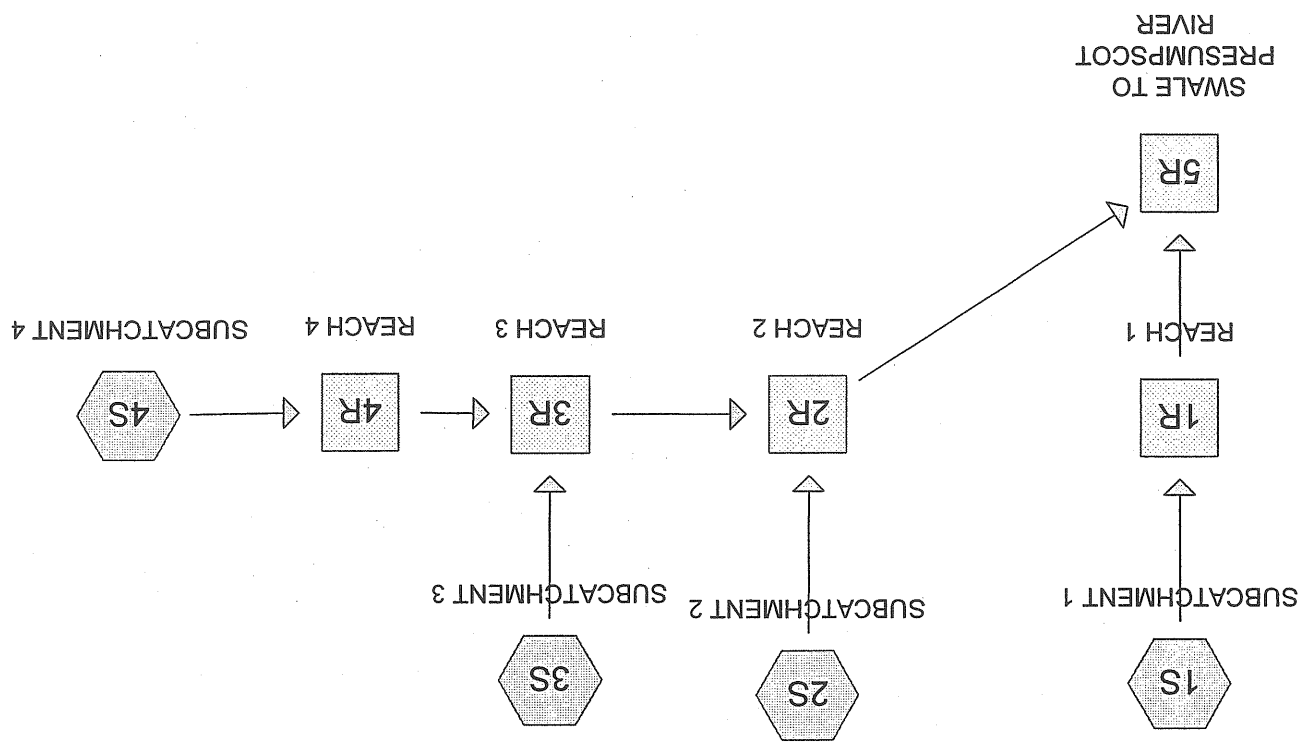 1S
SUBCATCHMENT 1
2S
SUBCATCHMENT 2
3S
SUBCATCHMENT 3
1R
REACH 1
2R
REACH 2
3R
REACH 3
4R
REACH 4
4S
SUBCATCHMENT 4
5R
SWALE TO
PRESUMPSCOT
RIVER